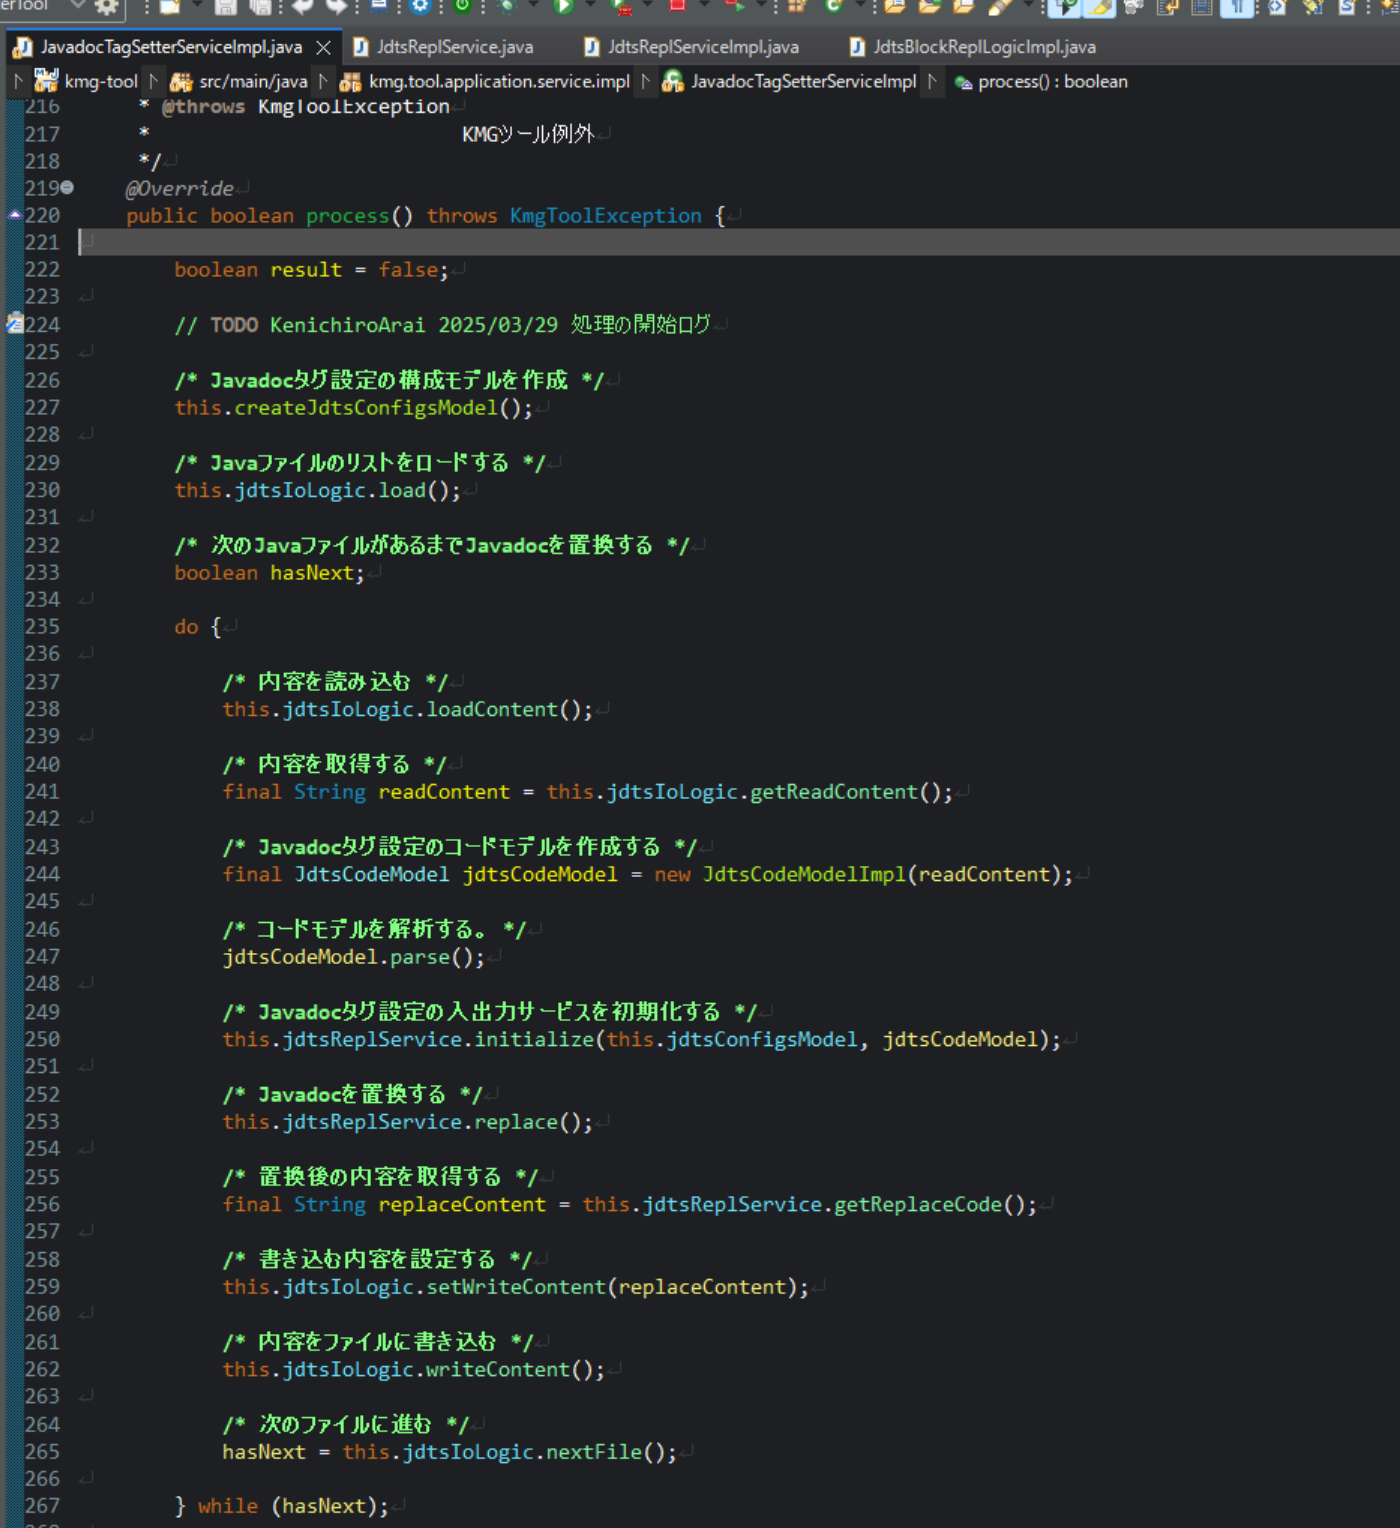 erTool
JavadocTagSetterServiceImpl.java
JdtsReplService.java
JdtsReplServiceImpl.java
JdtsBlockReplLogicImpl.java
kmg-tool
src/main/java
kmg.tool.application.service.impl
JavadocTagSetterServiceImpl
process() : boolean
216 * @throws KmgToolException
217 * KMGツール例外
218 */
219 @Override
220 public boolean process() throws KmgToolException {
221
222 boolean result = false;
223
224 // TODO KenichiroArai 2025/03/29 処理の開始ログ
225
226 /* Javadocタグ設定の構成モデルを作成 */
227 this.createJdtsConfigsModel();
228
229 /* Javaファイルのリストをロードする */
230 this.jdtsIoLogic.load();
231
232 /* 次のJavaファイルがあるまでJavadocを置換する */
233 boolean hasNext;
234
235 do {
236
237 /* 内容を読み込む */
238 this.jdtsIoLogic.loadContent();
239
240 /* 内容を取得する */
241 final String readContent = this.jdtsIoLogic.getReadContent();
242
243 /* Javadocタグ設定のコードモデルを作成する */
244 final JdtsCodeModel jdtsCodeModel = new JdtsCodeModelImpl(readContent);
245
246 /* コードモデルを解析する。 */
247 jdtsCodeModel.parse();
248
249 /* Javadocタグ設定の入出力サービスを初期化する */
250 this.jdtsReplService.initialize(this.jdtsConfigsModel, jdtsCodeModel);
251
252 /* Javadocを置換する */
253 this.jdtsReplService.replace();
254
255 /* 置換後の内容を取得する */
256 final String replaceContent = this.jdtsReplService.getReplaceCode();
257
258 /* 書き込む内容を設定する */
259 this.jdtsIoLogic.setWriteContent(replaceContent);
260
261 /* 内容をファイルに書き込む */
262 this.jdtsIoLogic.writeContent();
263
264 /* 次のファイルに進む */
265 hasNext = this.jdtsIoLogic.nextFile();
266
267 } while (hasNext);